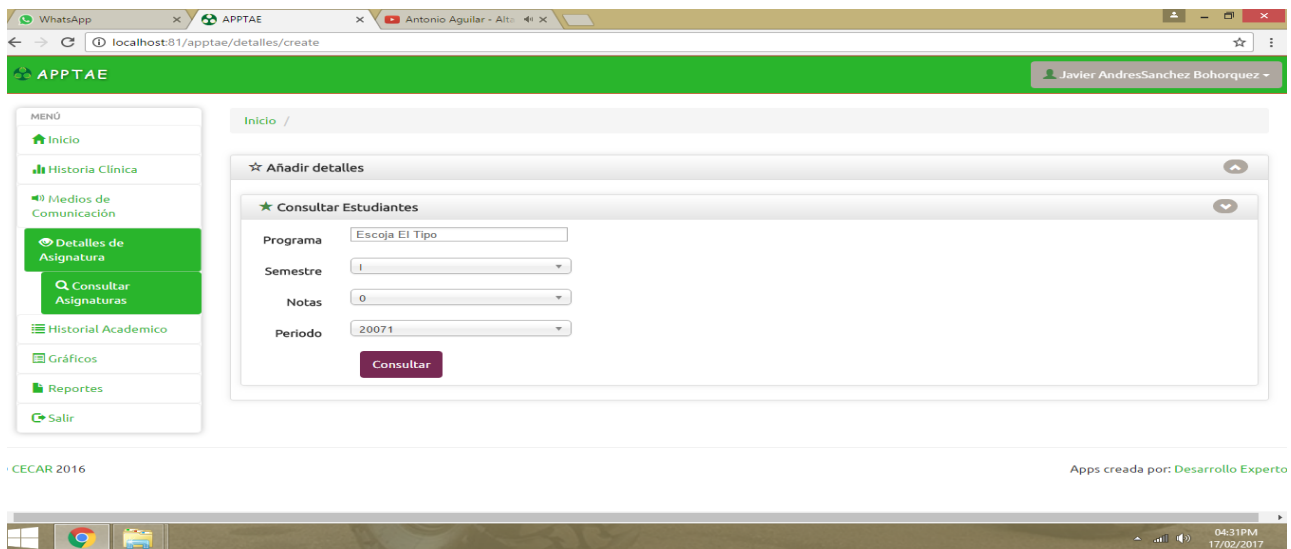 WhatsApp
APPTAE
Antonio Aguilar - Alta
localhost:81/apptae/detalles/create
APPTAE
Javier AndresSanchez Bohorquez
MENÚ
Inicio
Historia Clínica
Medios de
Comunicación
Detalles de
Asignatura
Consultar
Asignaturas
Historial Academico
Gráficos
Reportes
Salir
Inicio /
Añadir detalles
Consultar Estudiantes
Programa
Escoja El Tipo
Semestre
I
Notas
0
Periodo
20071
Consultar
CECAR 2016
Apps creada por: Desarrollo Experto
04:31PM
17/02/2017